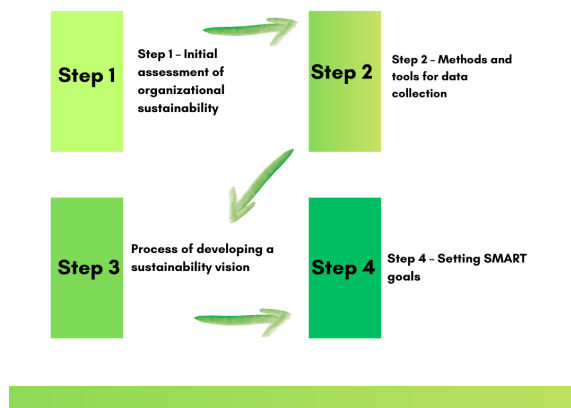 Step 1
Step 1 – Initial
assessment of
organizational
sustainability
Step 2
Step 2 – Methods and
tools for data
collection
Step 3
Process of developing a
sustainability vision
Step 4
Step 4 – Setting SMART
goals